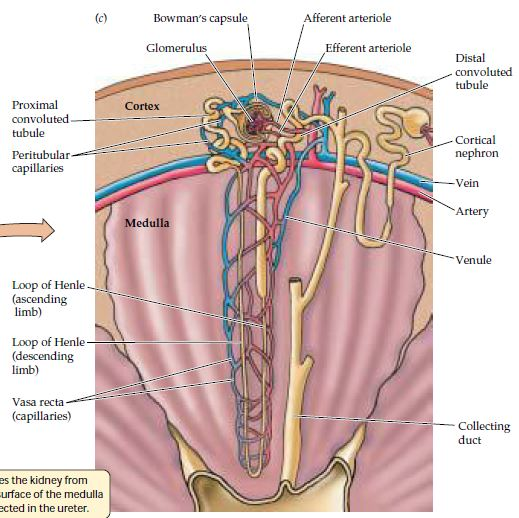 (c)
Bowman's capsule
Afferent arteriole
Glomerulus
Efferent arteriole
Distal
convoluted
tubule
Proximal
convoluted
tubule
Cortex
Peritubular
capillaries
Cortical
nephron
Vein
Artery
Medulla
Venule
Loop of Henle
(ascending
limb)
Loop of Henle
(descending
limb)
Vasa recta
(capillaries)
Collecting
duct
es the kidney from
surface of the medulla
ected in the ureter.